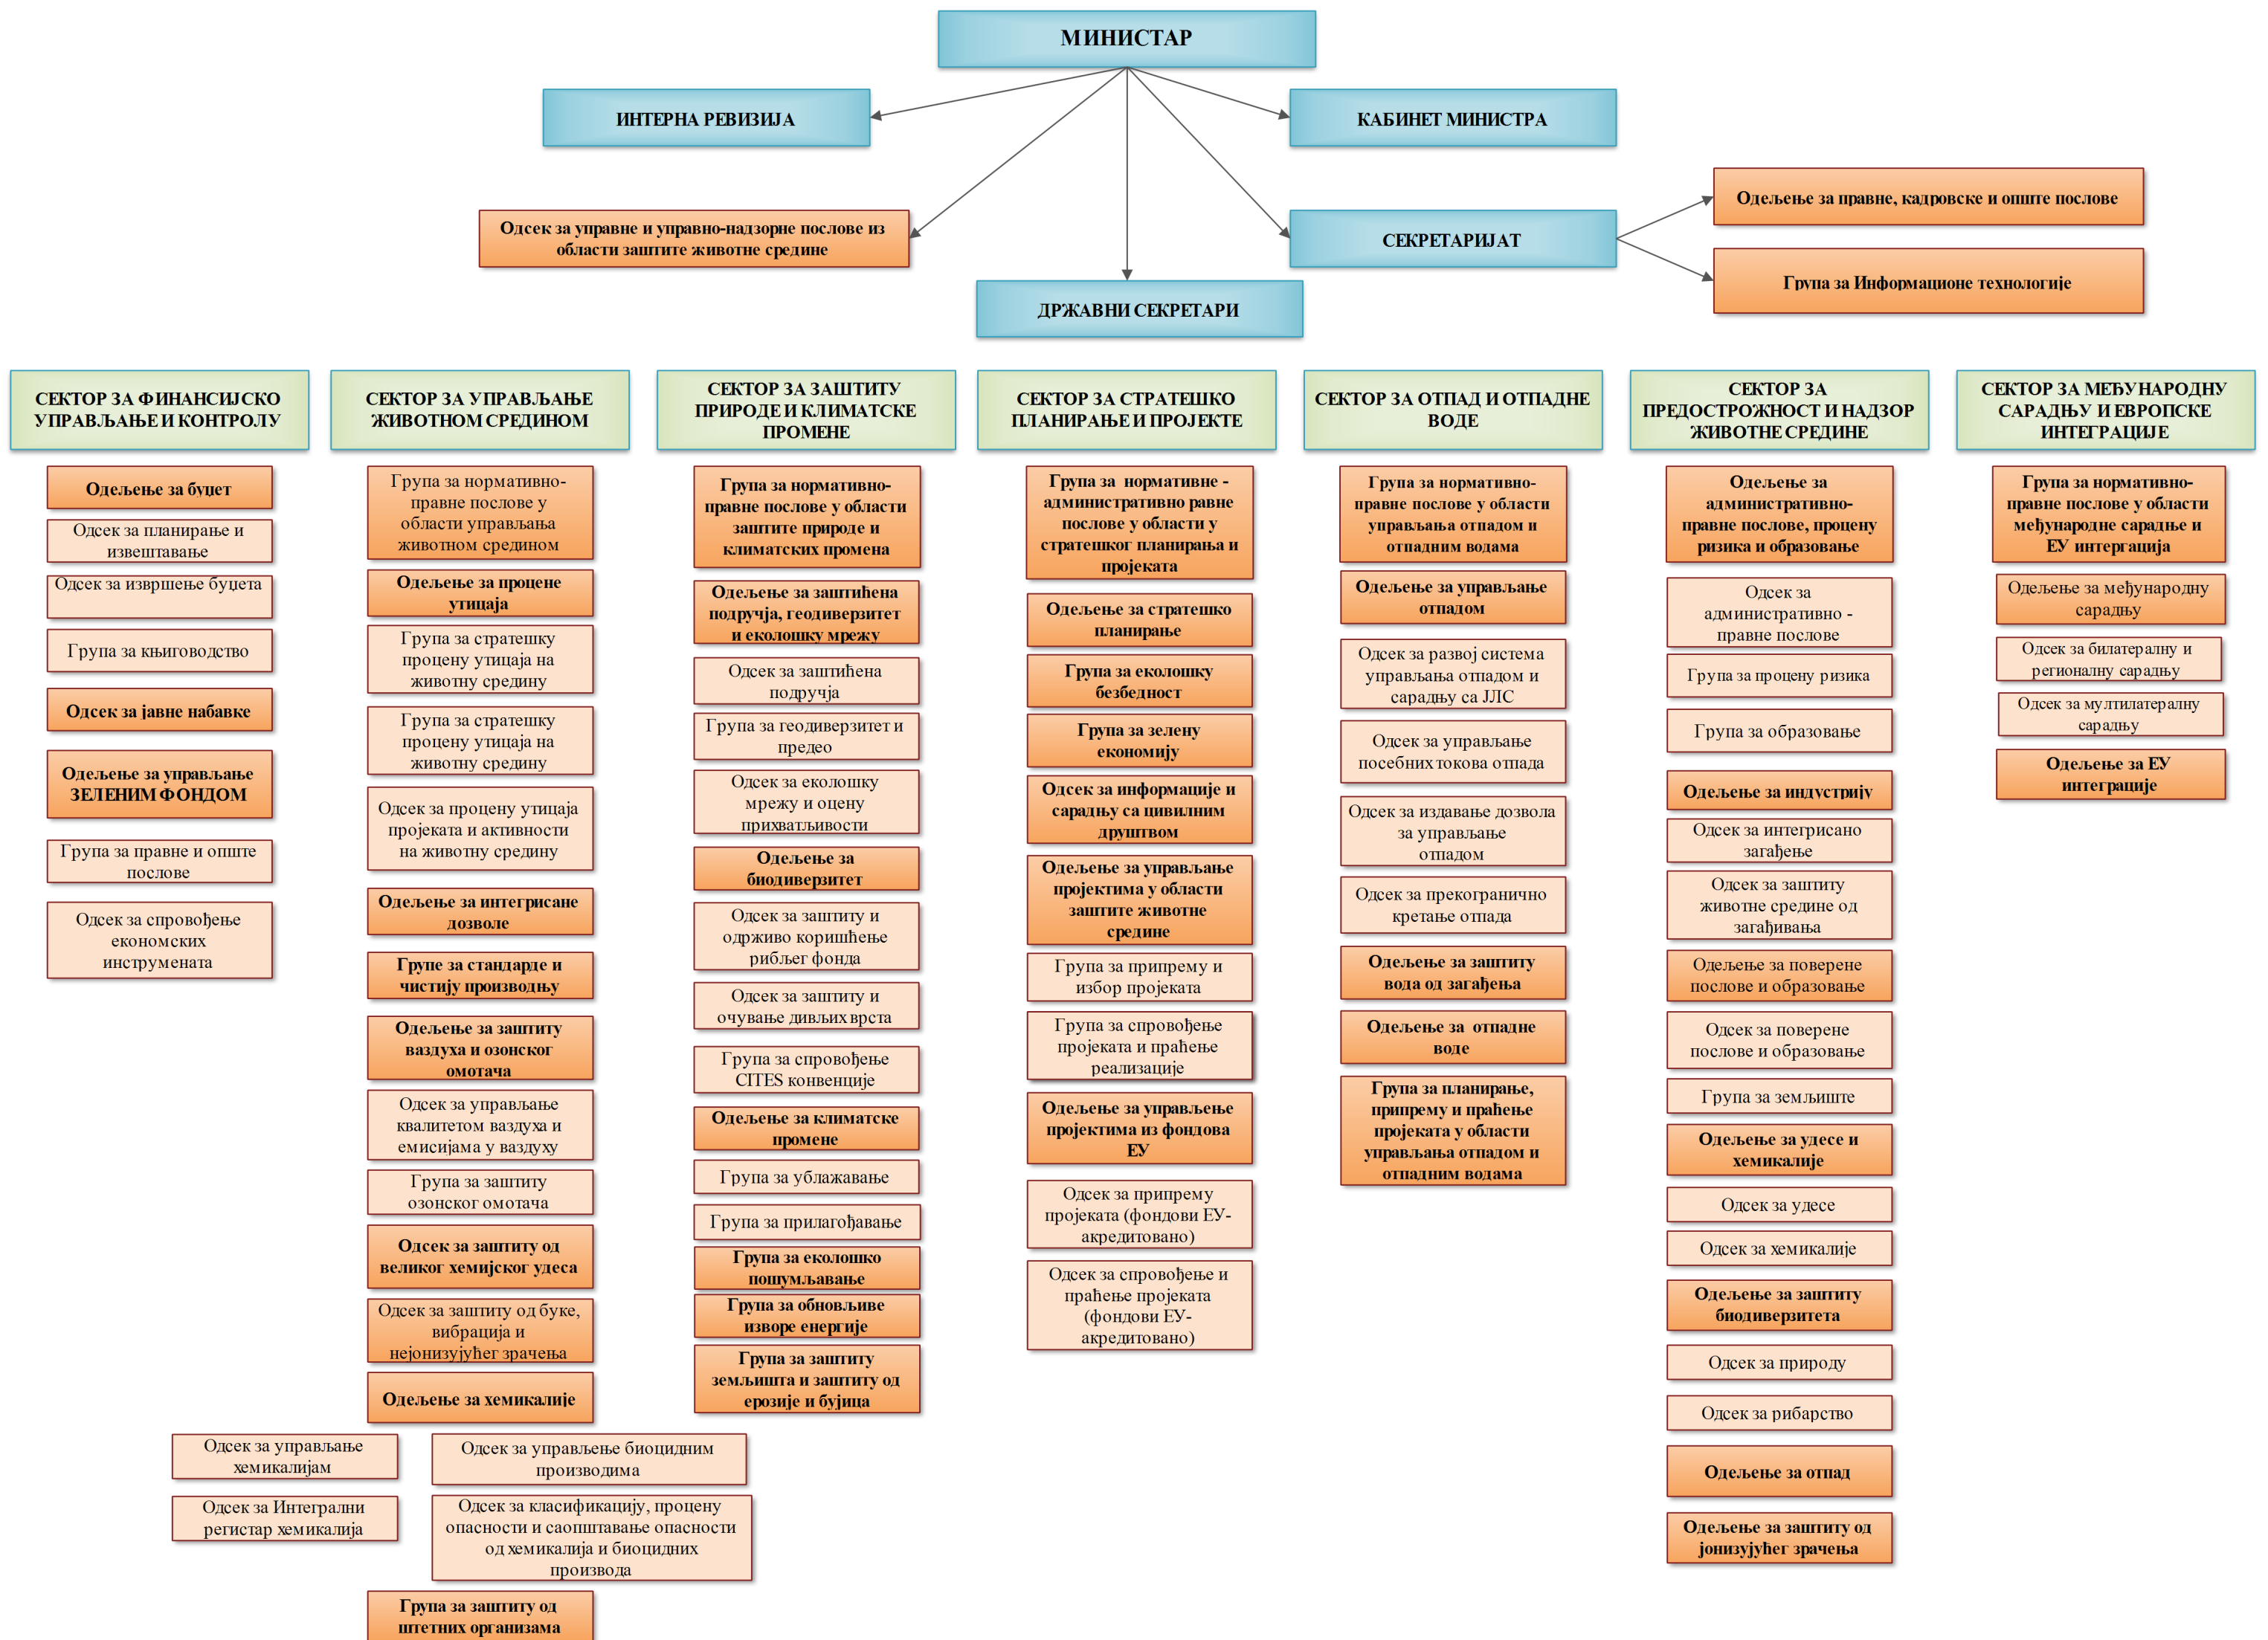 МИНИСТАР
ИНТЕРНА РЕВИЗИЈА
КАБИНЕТ МИНИСТРА
Одсек за управне и управно-надзорне послове из
области заштите животне средине
СЕКРЕТАРИЈАТ
Одељење за правне, кадровске и опште послове
Група за Информационе технологије
ДРЖАВНИ СЕКРЕТАРИ
СЕКТОР ЗА ФИНАНСИЈСКО
УПРАВЉАЊЕ И КОНТРОЛУ
Одељење за буџет
Одсек за планирање и
извештавање
Одсек за извршење буџета
Група за књиговодство
Одсек за јавне набавке
Одељење за управљање
ЗЕЛЕНИМ ФОНДОМ
Група за правне и опште
послове
Одсек за спровођење
економских
инструмената
СЕКТОР ЗА УПРАВЉАЊЕ
ЖИВОТНОМ СРЕДИНОМ
Група за нормативно-
правне послове у
области управљања
животном средином
Одељење за процене
утицаја
Група за стратешку
процену утицаја на
животну средину
Група за стратешку
процену утицаја на
животну средину
Одсек за процену утицаја
пројеката и активности
на животну средину
Одељење за интегрисане
дозволе
Групе за стандарде и
чистију производњу
Одељење за заштиту
ваздуха и озонског
омотача
Одсек за управљање
квалитетом ваздуха и
емисијама у ваздуху
Група за заштиту
озонског омотача
Одсек за заштиту од
великог хемијског удеса
Одсек за заштиту од буке,
вибрација и
нејонизујућег зрачења
Одељење за хемикалије
Одсек за управљање
хемикалијам
Одсек за управљење биоцидним
производима
Одсек за Интегрални
регистар хемикалија
Одсек за класификацију, процену
опасности и саопштавање опасности
од хемикалија и биоцидних
производа
Група за заштиту од
штетних организама
СЕКТОР ЗА ЗАШТИТУ
ПРИРОДЕ И КЛИМАТСКЕ
ПРОМЕНЕ
Група за нормативно-
правне послове у области
заштите природе и
климатских промена
Одељење за заштићена
подручја, геодиверзитет
и еколошку мрежу
Одсек за заштићена
подручја
Група за геодиверзитет и
предео
Одсек за еколошку
мрежу и оцену
прихватљивости
Одељење за
биодиверзитет
Одсек за заштиту и
одрживо коришћење
рибљег фонда
Одсек за заштиту и
очување дивљих врста
Група за спровођење
CITES конвенције
Одељење за климатске
промене
Група за ублажавање
Група за прилагођавање
Група за еколошко
пошумљавање
Група за обновљиве
изворе енергије
Група за заштиту
земљишта и заштиту од
ерозије и бујица
СЕКТОР ЗА СТРАТЕШКО
ПЛАНИРАЊЕ И ПРОЈЕКТЕ
Група за нормативне -
административно равне
послове у области у
стратешког планирања и
пројеката
Одељење за стратешко
планирање
Група за еколошку
безбедност
Група за зелену
економију
Одсек за информације и
сарадњу са цивилним
друштвом
Одељење за управљање
пројектима у области
заштите животне
средине
Група за припрему и
избор пројеката
Група за спровођење
пројеката и праћење
реализације
Одељење за управљење
пројектима из фондова
ЕУ
Одсек за припрему
пројеката (фондови ЕУ-
акредитовано)
Одсек за спровођење и
праћење пројеката
(фондови ЕУ-
акредитовано)
СЕКТОР ЗА ОТПАД И ОТПАДНЕ
ВОДЕ
Група за нормативно-
правне послове у области
управљања отпадом и
отпадним водама
Одељење за управљање
отпадом
Одсек за развој система
управљања отпадом и
сарадњу са ЈЛС
Одсек за управљање
посебних токова отпада
Одсек за издавање дозвола
за управљање
отпадом
Одсек за прекогранично
кретање отпада
Одељење за заштиту
вода од загађења
Одељење за отпадне
воде
Група за планирање,
припрему и праћење
пројеката у области
управљања отпадом и
отпадним водама
СЕКТОР ЗА
ПРЕДОСТРОЖНОСТ И НАДЗОР
ЖИВОТНЕ СРЕДИНЕ
Одељење за
административно-
правне послове, процену
ризика и образовање
Одсек за
административно -
правне послове
Група за процену ризика
Група за образовање
Одељење за индустрију
Одсек за интегрисано
загађење
Одсек за заштиту
животне средине од
загађивања
Одељење за поверене
послове и образовање
Одсек за поверене
послове и образовање
Група за земљиште
Одељење за удесе и
хемикалије
Одсек за удесе
Одсек за хемикалије
Одељење за заштиту
биодиверзитета
Одсек за природу
Одсек за рибарство
Одељење за отпад
Одељење за заштиту од
јонизујућег зрачења
СЕКТОР ЗА МЕЂУНАРОДНУ
САРАДЊУ И ЕВРОПСКЕ
ИНТЕГРАЦИЈЕ
Група за нормативно-
правне послове у области
међународне сарадње и
ЕУ интергација
Одељење за међународну
сарадњу
Одсек за билатералну и
регионалну сарадњу
Одсек за мултилатералну
сарадњу
Одељење за ЕУ
интеграције